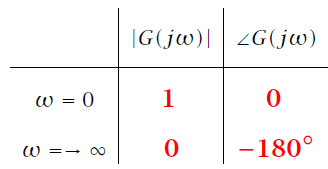 |G(jω)| ∠G(jω)
ω = 0 1 0
ω =→ ∞ 0 −180°